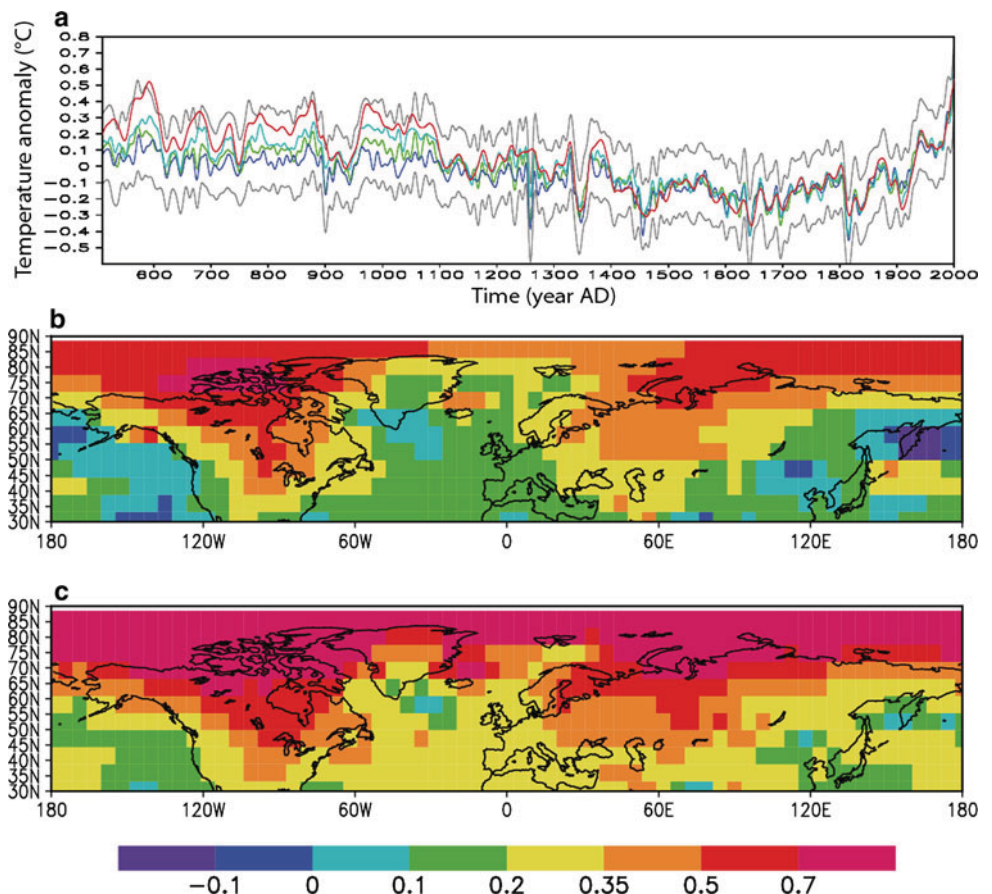 a
Temperature anomaly (°C)
0.8
0.7
0.6
0.5
0.4
0.3
0.2
0.1
0
−0.1
−0.2
−0.3
−0.4
−0.5
600 700 800 900 1000 1100 1200 1300 1400 1500 1600 1700 1800 1900 2000
Time (year AD)
b
90N
85N
80N
75N
70N
65N
60N
55N
50N
45N
40N
35N
30N
180 120W 60W 0 60E 120E 180
c
90N
85N
80N
75N
70N
65N
60N
55N
50N
45N
40N
35N
30N
180 120W 60W 0 60E 120E 180
−0.1 0 0.1 0.2 0.35 0.5 0.7